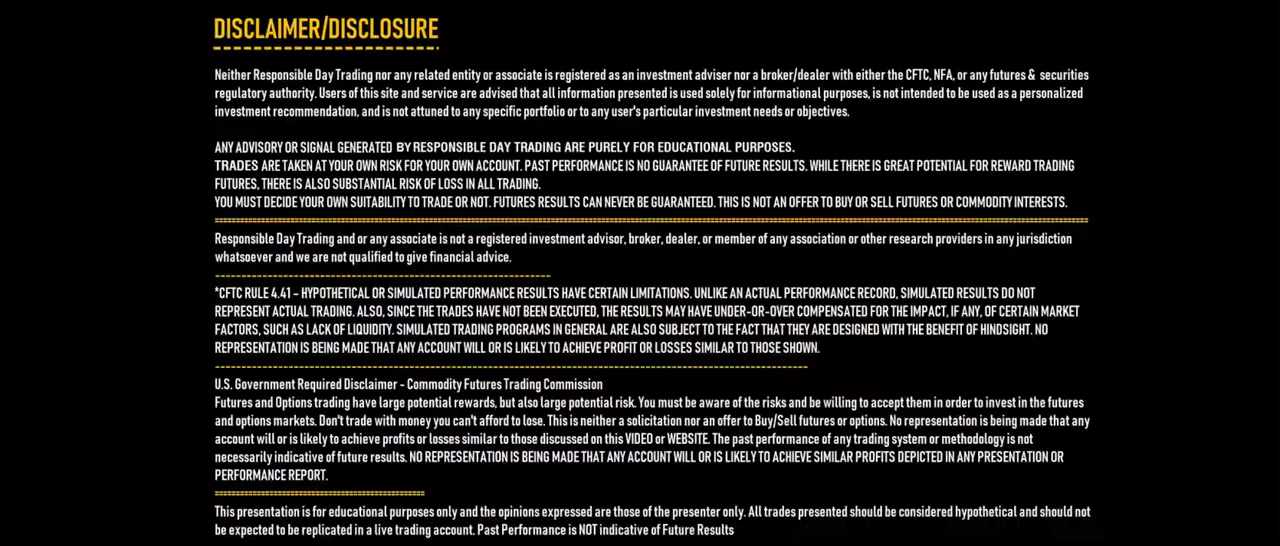 DISCLAIMER/DISCLOSURE
Neither Responsible Day Trading nor any related entity or associate is registered as an investment adviser nor a broker/dealer with either the CFTC, NFA, or any futures & securities
regulatory authority. Users of this site and service are advised that all information presented is used solely for informational purposes, is not intended to be used as a personalized
investment recommendation, and is not attuned to any specific portfolio or to any user's particular investment needs or objectives.
ANY ADVISORY OR SIGNAL GENERATED BY RESPONSIBLE DAY TRADING ARE PURELY FOR EDUCATIONAL PURPOSES.
TRADES ARE TAKEN AT YOUR OWN RISK FOR YOUR OWN ACCOUNT. PAST PERFORMANCE IS NO GUARANTEE OF FUTURE RESULTS. WHILE THERE IS GREAT POTENTIAL FOR REWARD TRADING
FUTURES, THERE IS ALSO SUBSTANTIAL RISK OF LOSS IN ALL TRADING.
YOU MUST DECIDE YOUR OWN SUITABILITY TO TRADE OR NOT. FUTURES RESULTS CAN NEVER BE GUARANTEED. THIS IS NOT AN OFFER TO BUY OR SELL FUTURES OR COMMODITY INTERESTS.
Responsible Day Trading and or any associate is not a registered investment advisor, broker, dealer, or member of any association or other research providers in any jurisdiction
whatsoever and we are not qualified to give financial advice.
*CFTC RULE 4.41 - HYPOTHETICAL OR SIMULATED PERFORMANCE RESULTS HAVE CERTAIN LIMITATIONS. UNLIKE AN ACTUAL PERFORMANCE RECORD, SIMULATED RESULTS DO NOT
REPRESENT ACTUAL TRADING. ALSO, SINCE THE TRADES HAVE NOT BEEN EXECUTED, THE RESULTS MAY HAVE UNDER-OR-OVER COMPENSATED FOR THE IMPACT, IF ANY, OF CERTAIN MARKET
FACTORS, SUCH AS LACK OF LIQUIDITY. SIMULATED TRADING PROGRAMS IN GENERAL ARE ALSO SUBJECT TO THE FACT THAT THEY ARE DESIGNED WITH THE BENEFIT OF HINDSIGHT. NO
REPRESENTATION IS BEING MADE THAT ANY ACCOUNT WILL OR IS LIKELY TO ACHIEVE PROFIT OR LOSSES SIMILAR TO THOSE SHOWN.
U.S. Government Required Disclaimer - Commodity Futures Trading Commission
Futures and Options trading have large potential rewards, but also large potential risk. You must be aware of the risks and be willing to accept them in order to invest in the futures
and options markets. Don't trade with money you can't afford to lose. This is neither a solicitation nor an offer to Buy/Sell futures or options. No representation is being made that any
account will or is likely to achieve profits or losses similar to those discussed on this VIDEO or WEBSITE. The past performance of any trading system or methodology is not
necessarily indicative of future results. NO REPRESENTATION IS BEING MADE THAT ANY ACCOUNT WILL OR IS LIKELY TO ACHIEVE SIMILAR PROFITS DEPICTED IN ANY PRESENTATION OR
PERFORMANCE REPORT.
This presentation is for educational purposes only and the opinions expressed are those of the presenter only. All trades presented should be considered hypothetical and should not
be expected to be replicated in a live trading account. Past Performance is NOT indicative of Future Results